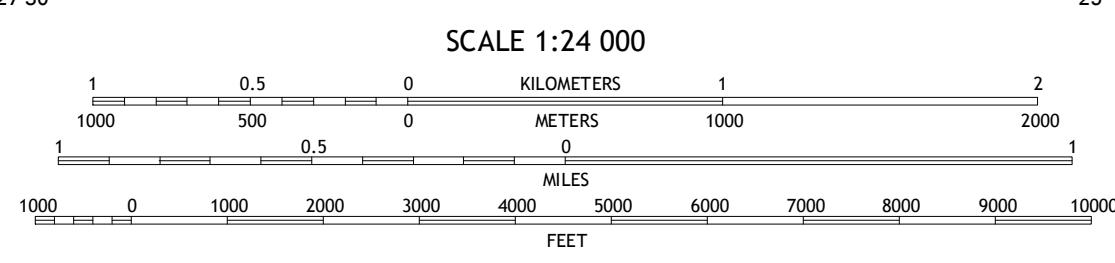 27'30"
25'
SCALE 1:24 000
1 0.5 0 KILOMETERS 1 2
1000 500 0 METERS 1000 2000
1 0.5 0 1
MILES
1000 0 1000 2000 3000 4000 5000 6000 7000 8000 9000 10000
FEET